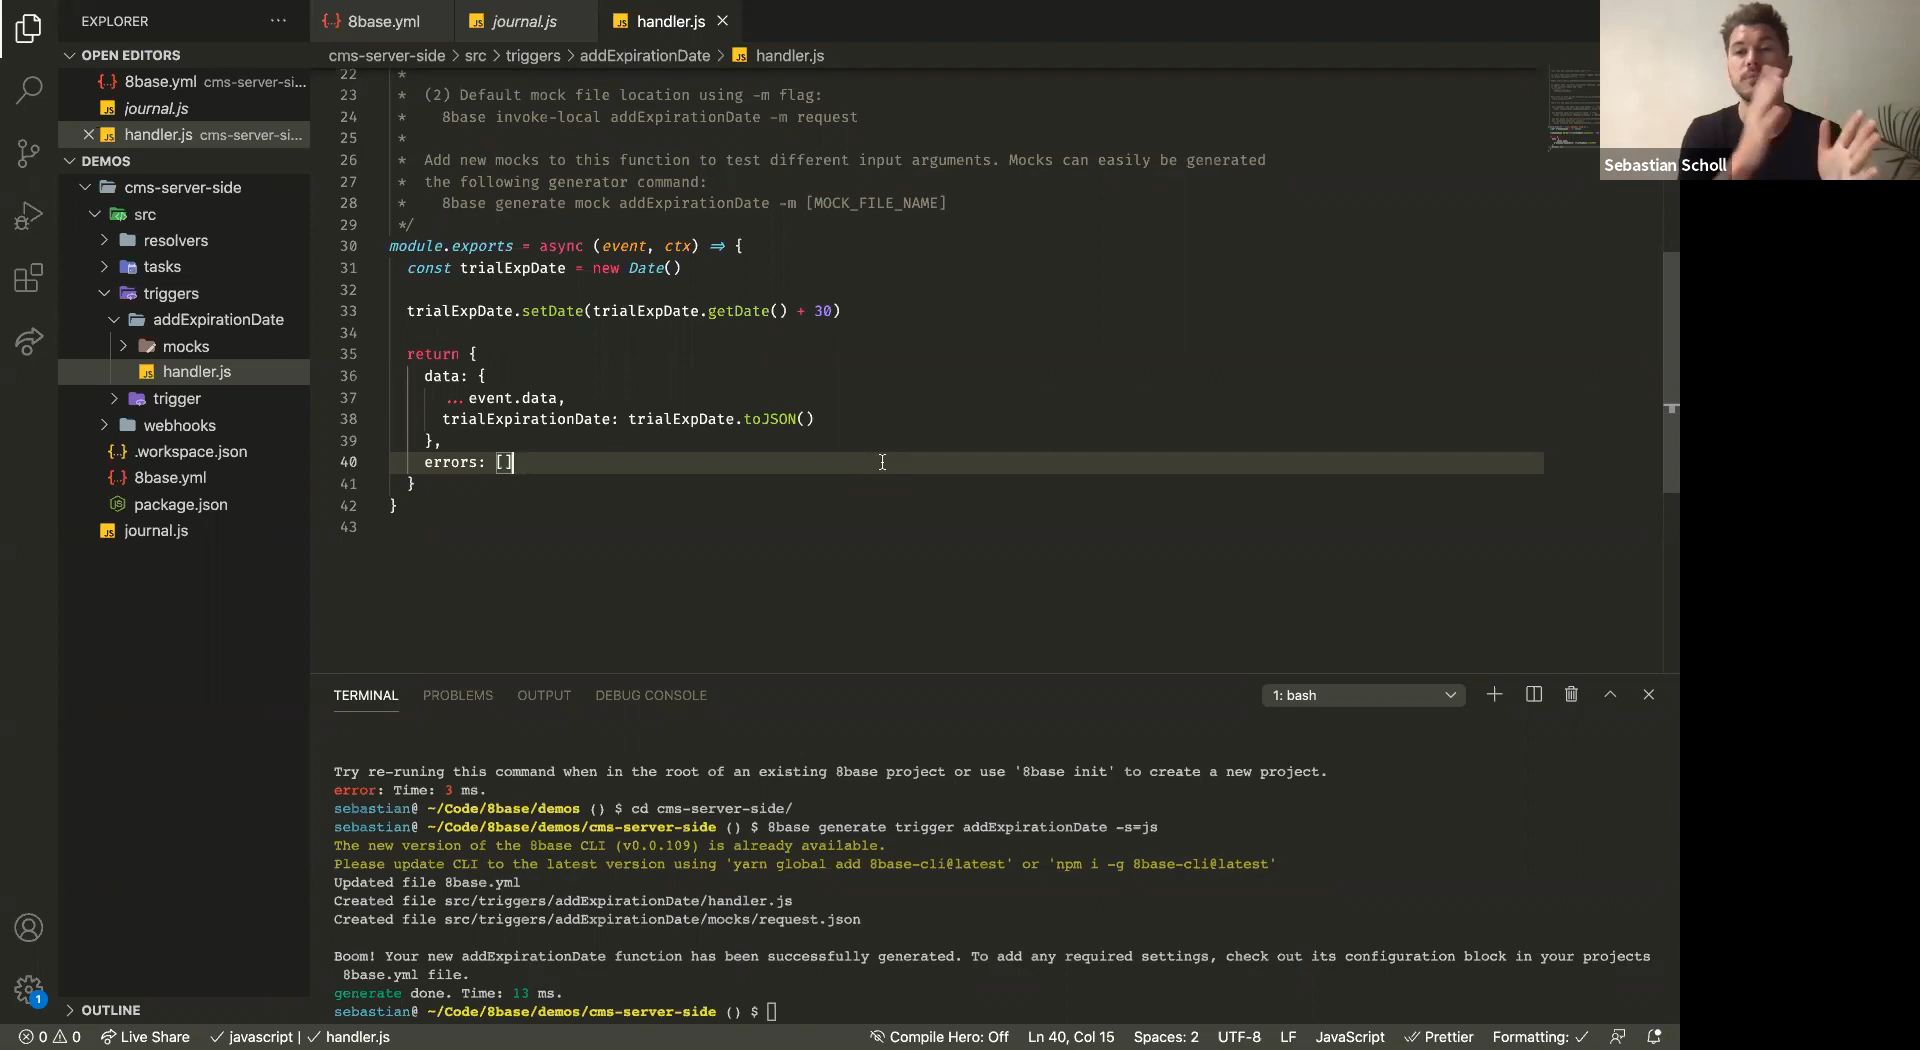 EXPLORER
OPEN EDITORS
8base.yml cms-server-si...
journal.js
handler.js cms-server-si...
DEMOS
cms-server-side
src
resolvers
tasks
triggers
addExpirationDate
mocks
handler.js
trigger
webhooks
.workspace.json
8base.yml
package.json
journal.js
OUTLINE
8base.yml journal.js handler.js
cms-server-side > src > triggers > addExpirationDate > handler.js
22 *
23 * (2) Default mock file location using -m flag:
24 * 8base invoke-local addExpirationDate -m request
25 *
26 * Add new mocks to this function to test different input arguments. Mocks can easily be generated
27 * the following generator command:
28 * 8base generate mock addExpirationDate -m [MOCK_FILE_NAME]
29 */
30 module.exports = async (event, ctx) => {
31 const trialExpDate = new Date()
32
33 trialExpDate.setDate(trialExpDate.getDate() + 30)
34
35 return {
36 data: {
37 ...event.data,
38 trialExpirationDate: trialExpDate.toJSON()
39 },
40 errors: []
41 }
42 }
43
Sebastian Scholl
TERMINAL PROBLEMS OUTPUT DEBUG CONSOLE 1: bash
Try re-runing this command when in the root of an existing 8base project or use '8base init' to create a new project.
error: Time: 3 ms.
sebastian@ ~/Code/8base/demos () $ cd cms-server-side/
sebastian@ ~/Code/8base/demos/cms-server-side () $ 8base generate trigger addExpirationDate -s=js
The new version of the 8base CLI (v0.0.109) is already available.
Please update CLI to the latest version using 'yarn global add 8base-cli@latest' or 'npm i -g 8base-cli@latest'
Updated file 8base.yml
Created file src/triggers/addExpirationDate/handler.js
Created file src/triggers/addExpirationDate/mocks/request.json
Boom! Your new addExpirationDate function has been successfully generated. To add any required settings, check out its configuration block in your projects
8base.yml file.
generate done. Time: 13 ms.
sebastian@ ~/Code/8base/demos/cms-server-side () $
1
0 0 Live Share javascript | handler.js Compile Hero: Off Ln 40, Col 15 Spaces: 2 UTF-8 LF JavaScript Prettier Formatting: